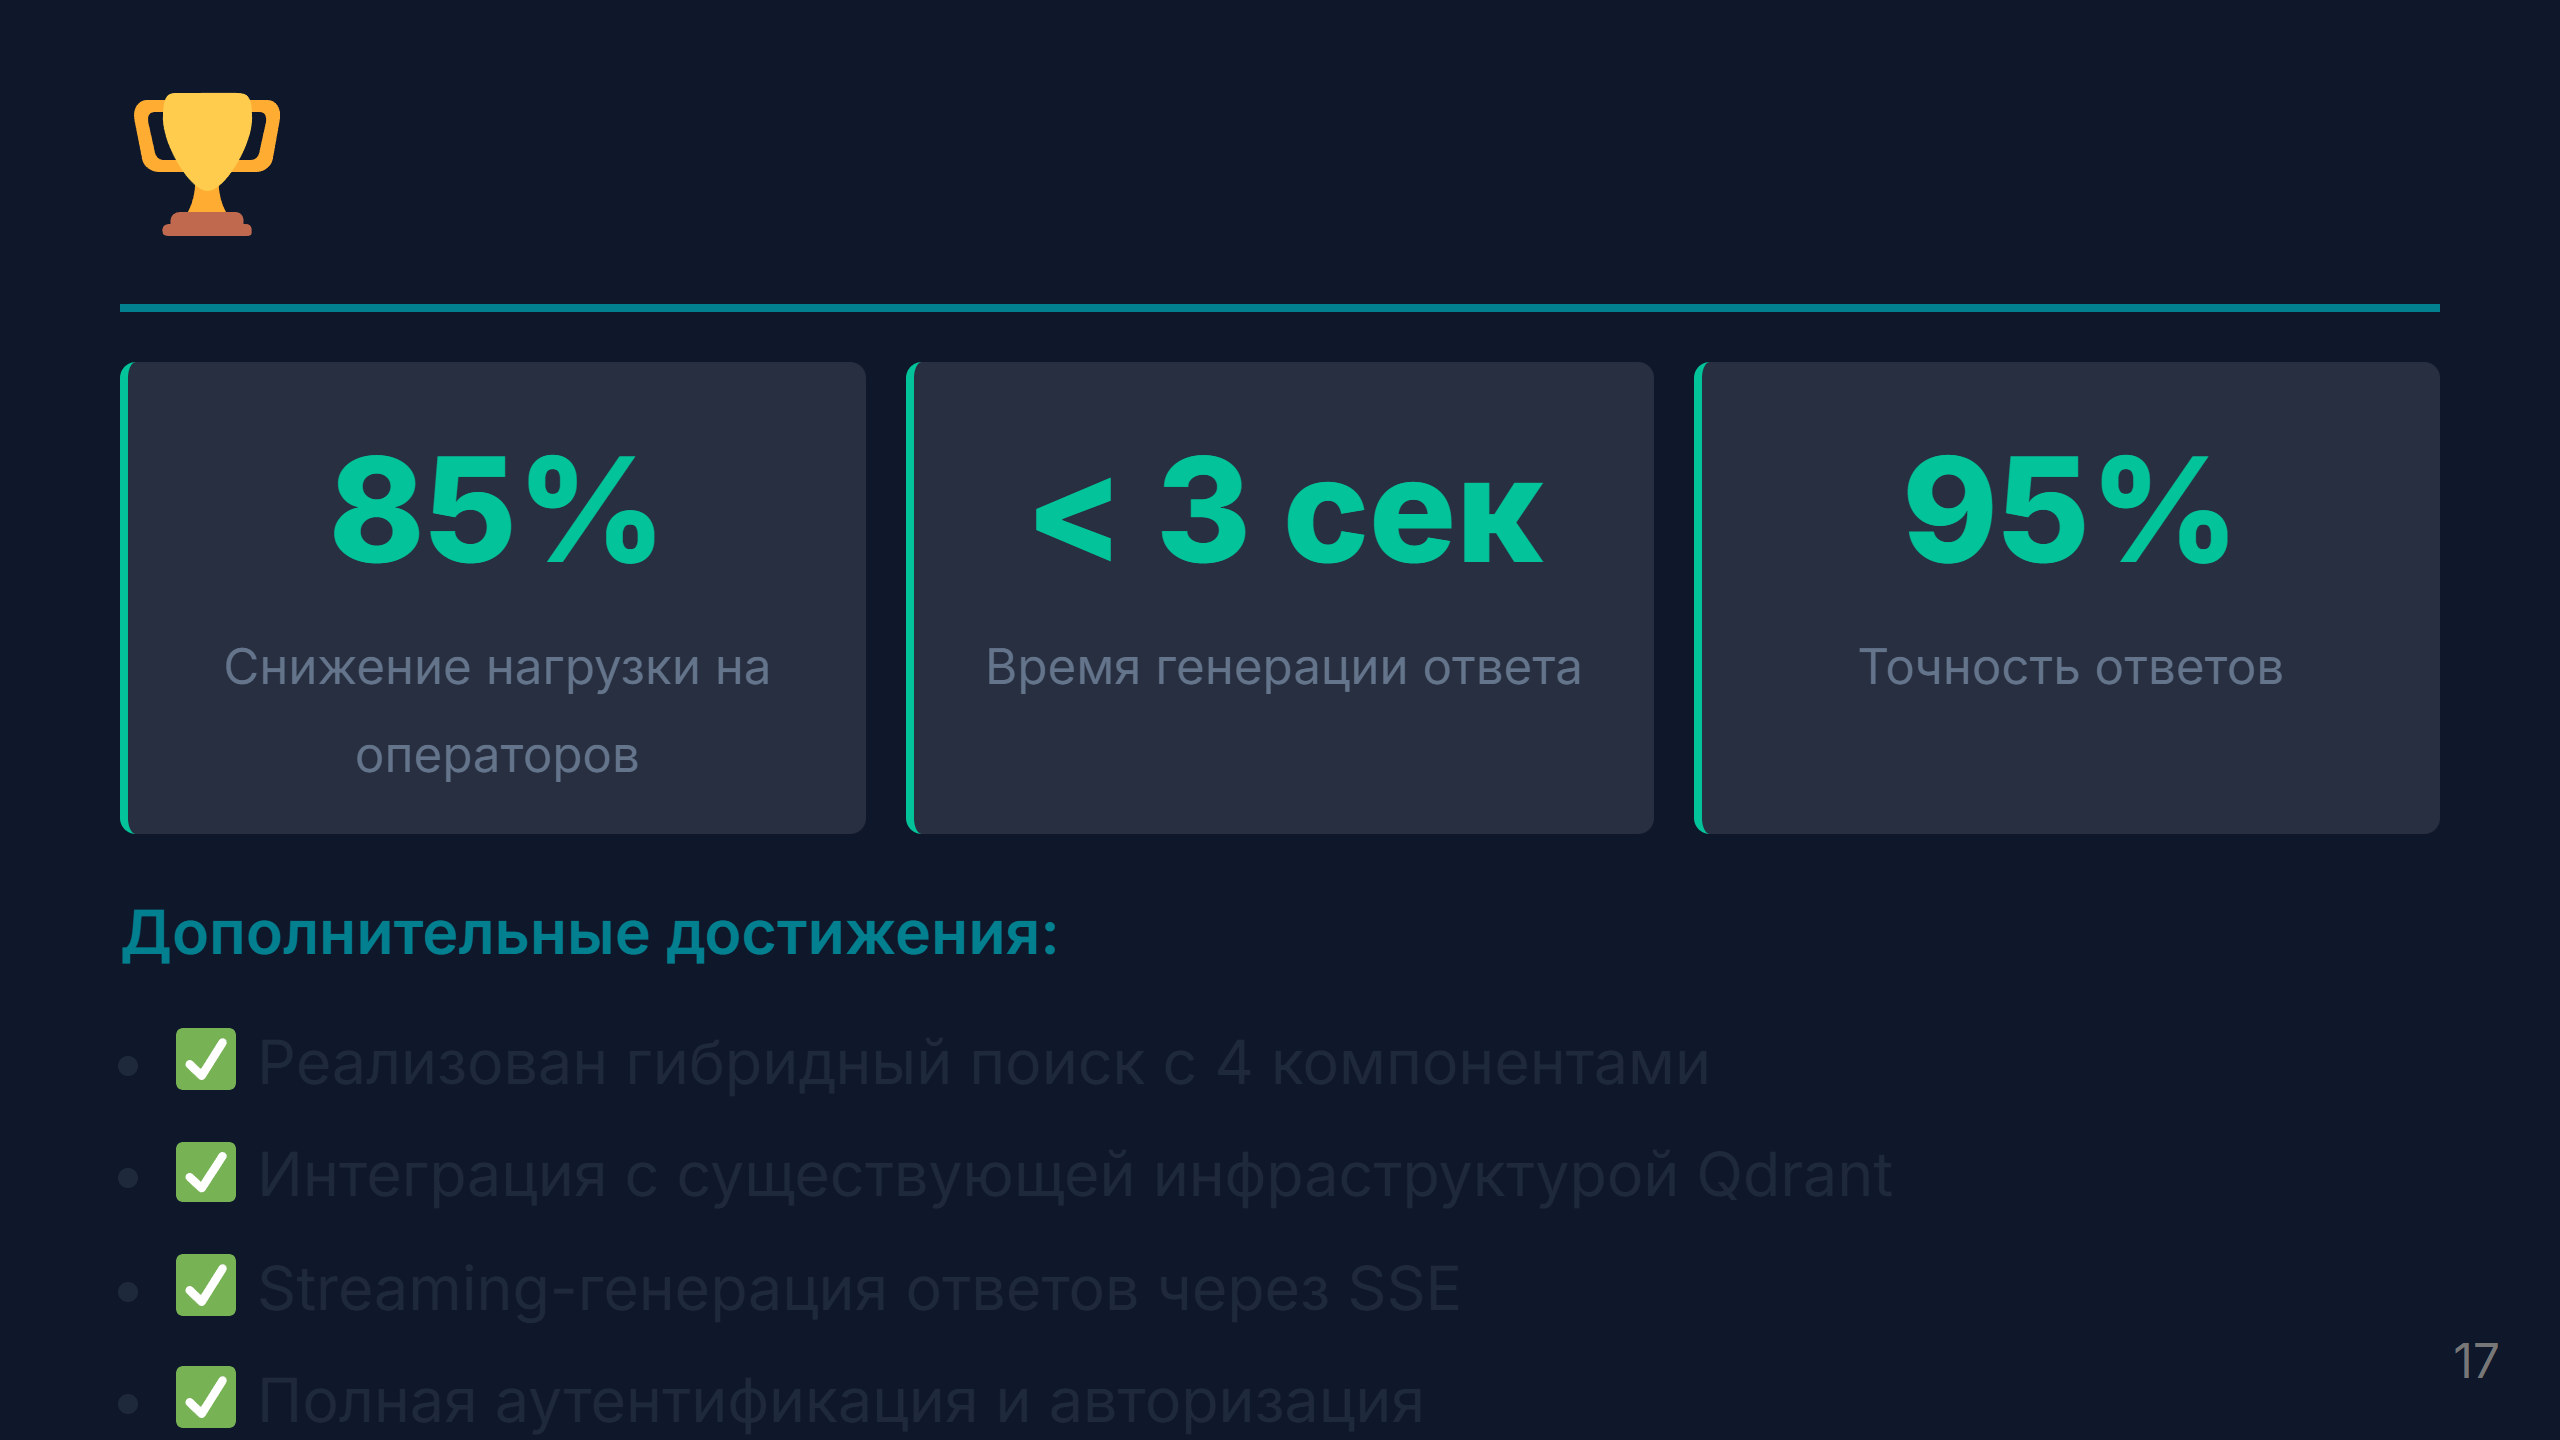 85%
Снижение нагрузки на
операторов
< 3 сек
Время генерации ответа
95%
Точность ответов
Дополнительные достижения:
• ✅ Реализован гибридный поиск с 4 компонентами
• ✅ Интеграция с существующей инфраструктурой Qdrant
• ✅ Streaming-генерация ответов через SSE
• ✅ Полная аутентификация и авторизация
17